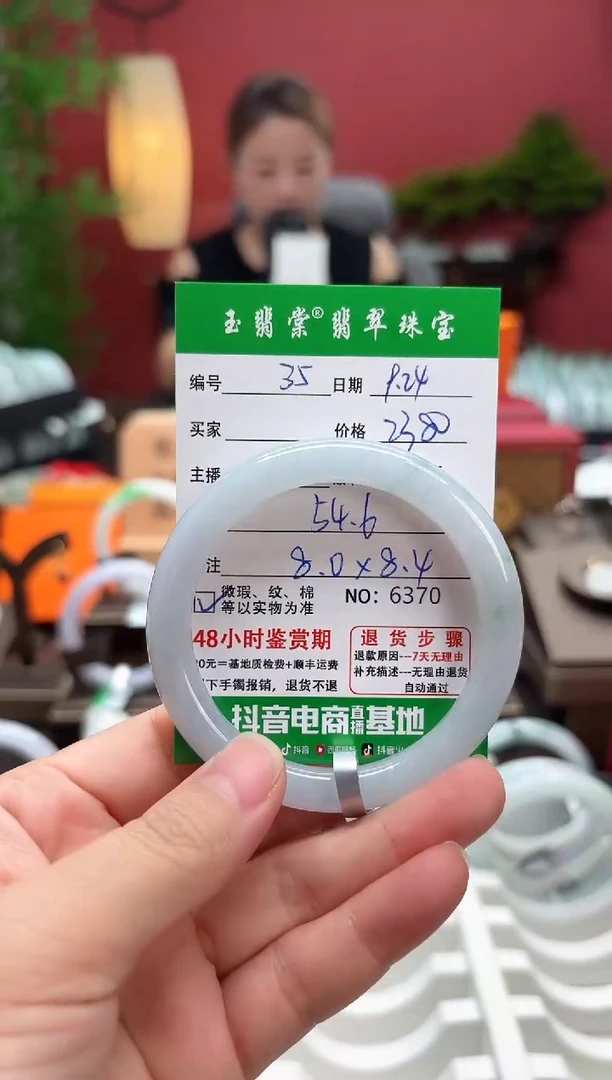 玉翡棠®翡翠珠宝
编号 35 日期 9.24
买家 价格 2380
主播
54.6
注 8.0×8.4
微瑕、纹、棉
等以实物为准
NO: 6370
48小时鉴赏期
0元=基地质检费+顺丰运费
下手镯报销，退货不退
退货步骤
退款原因---7天无理由
补充描述---无理由退货
自动通过
抖音电商直播基地
抖音